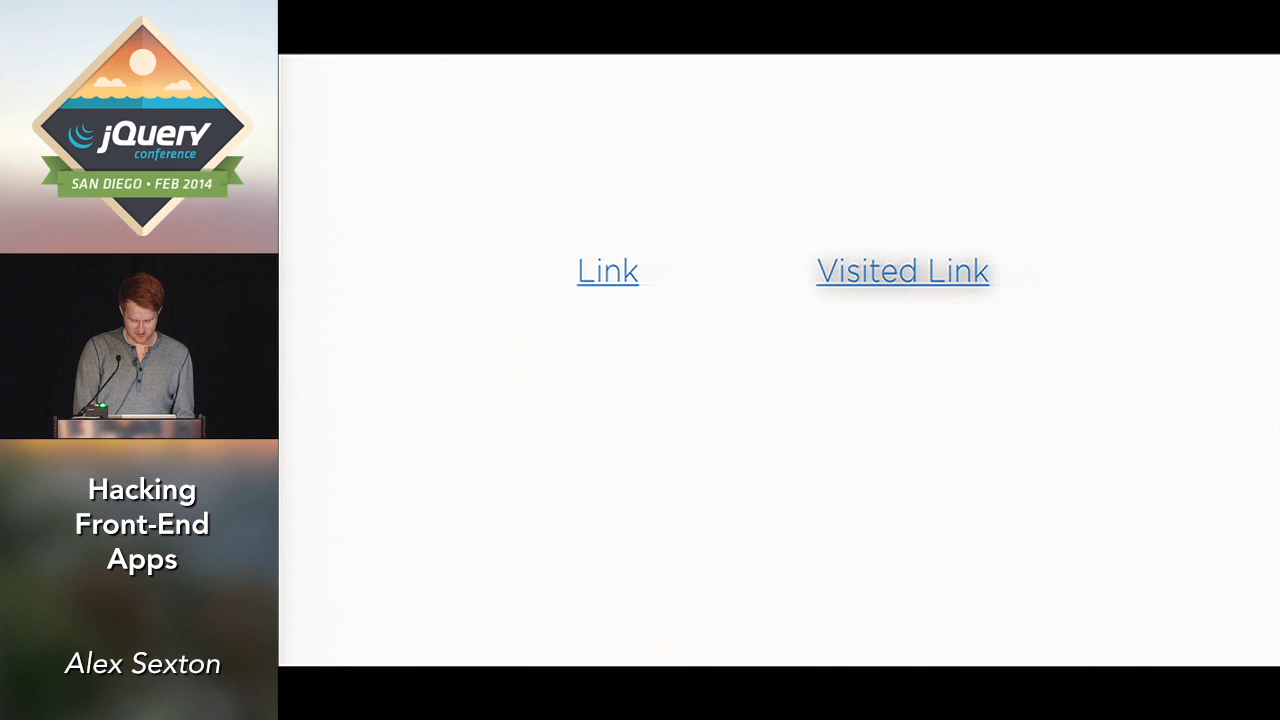 jQuery
conference
SAN DIEGO • FEB 2014
Link
Visited Link
Hacking
Front-End
Apps
Alex Sexton